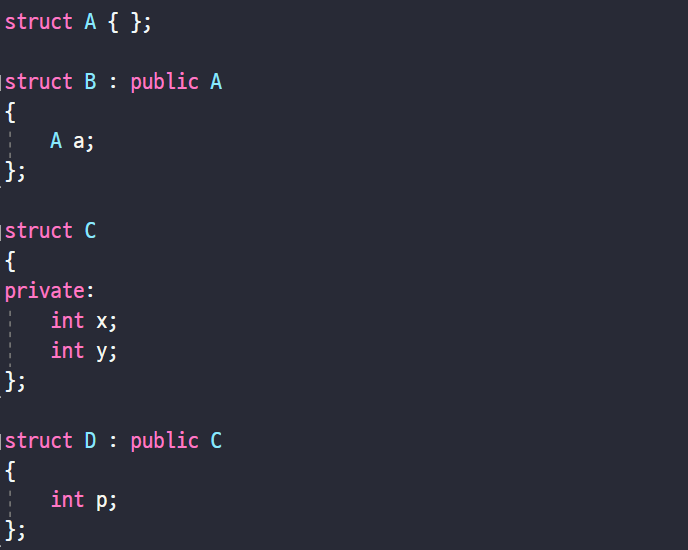 struct A { };
struct B : public A
{
A a;
};
struct C
{
private:
int x;
int y;
};
struct D : public C
{
int p;
};